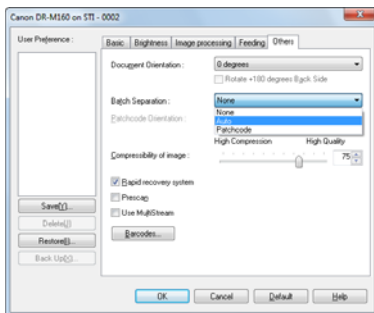 Canon DR-M160 on STI - 0002
User Preference :
Basic Brightness Image processing Feeding Others
Document Orientation :
0 degrees
Rotate +180 degrees Back Side
Batch Separation :
None
None
Patchcode Orientation :
Auto
Patchcode
High Compression High Quality
Compressibility of image :
75
Rapid recovery system
Prescan
Use MultiStream
Barcodes...
Save(Y)...
Delete(J)
Restore(L)...
Back Up(X)...
OK Cancel Default Help